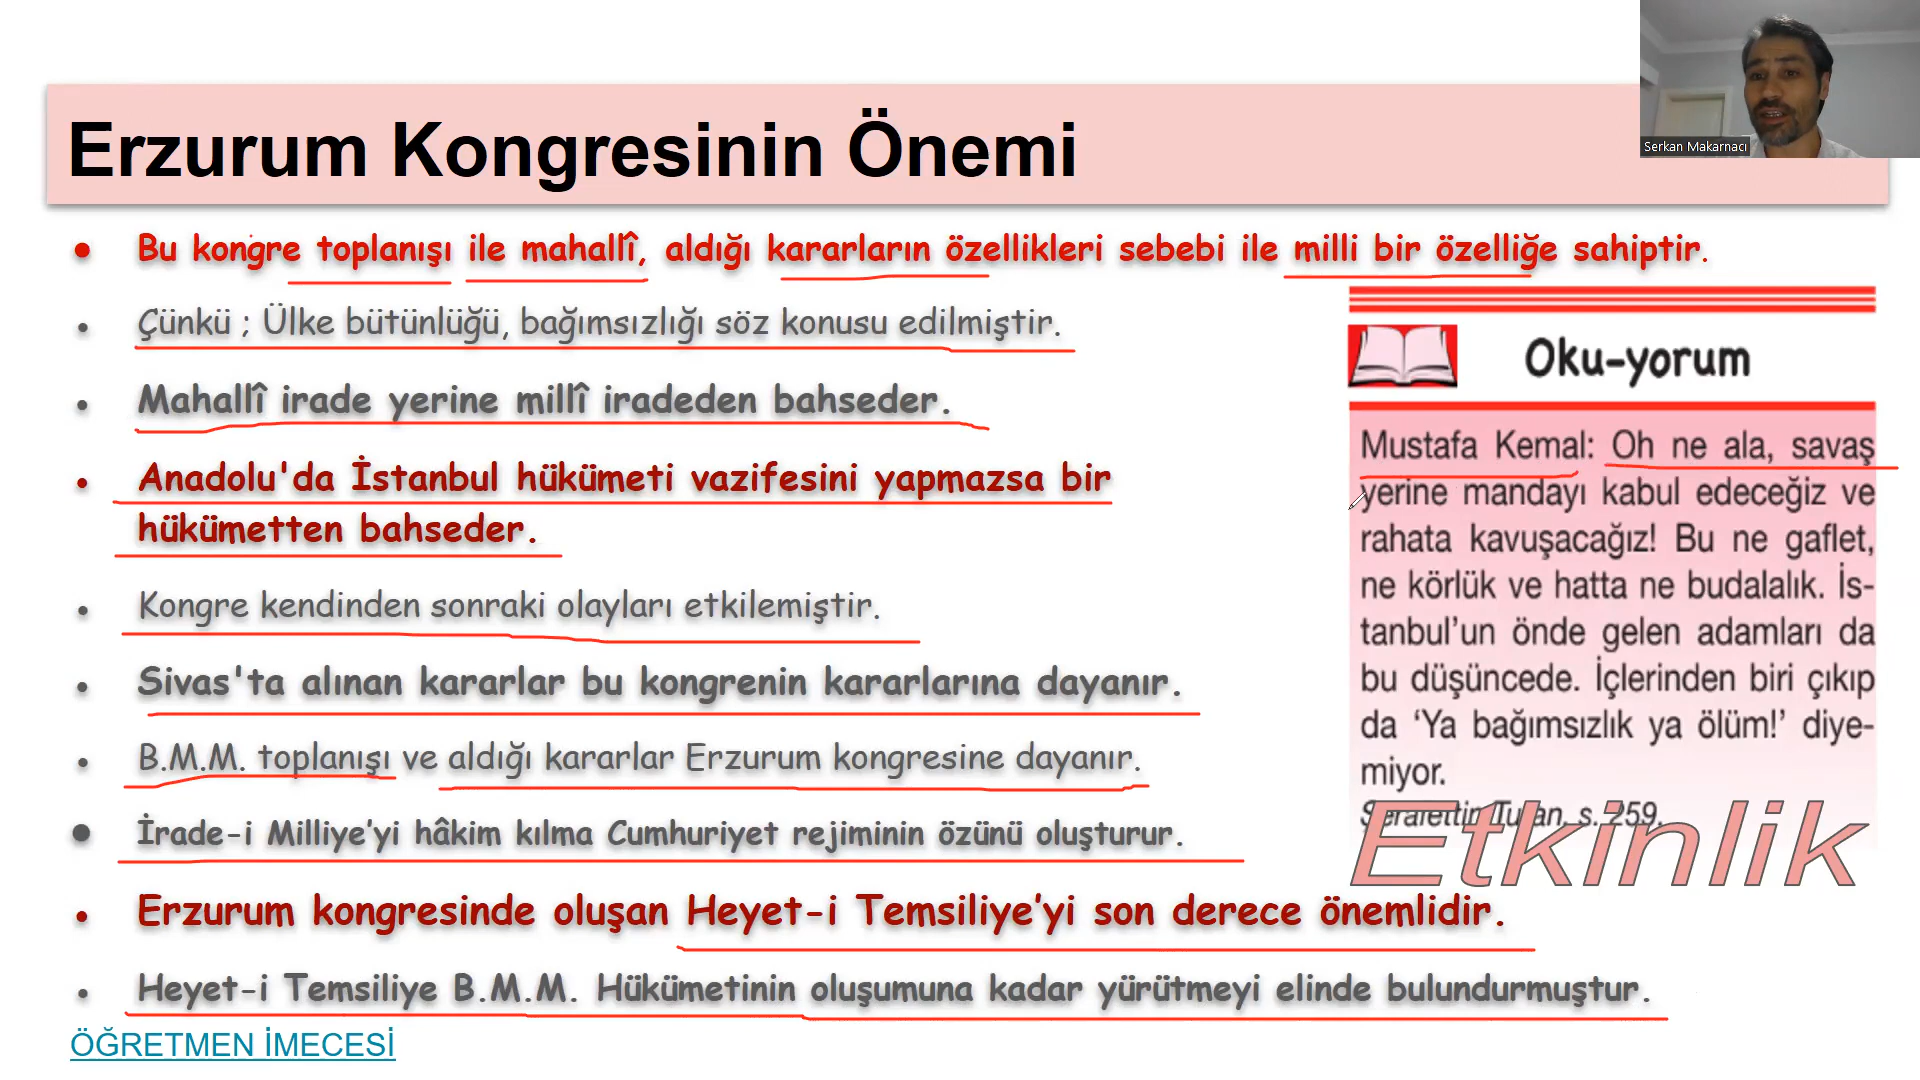 Serkan Makarnacı
Erzurum Kongresinin Önemi
Bu kongre toplanışı ile mahallî, aldığı kararların özellikleri sebebi ile milli bir özelliğe sahiptir.
Çünkü ; Ülke bütünlüğü, bağımsızlığı söz konusu edilmiştir.
Mahallî irade yerine millî iradeden bahseder.
Anadolu'da İstanbul hükümeti vazifesini yapmazsa bir
hükümetten bahseder.
Kongre kendinden sonraki olayları etkilemiştir.
Sivas'ta alınan kararlar bu kongrenin kararlarına dayanır.
B.M.M. toplanışı ve aldığı kararlar Erzurum kongresine dayanır.
İrade-i Milliye’yi hâkim kılma Cumhuriyet rejiminin özünü oluşturur.
Erzurum kongresinde oluşan Heyet-i Temsiliye’yi son derece önemlidir.
Heyet-i Temsiliye B.M.M. Hükümetinin oluşumuna kadar yürütmeyi elinde bulundurmuştur.
ÖĞRETMEN İMECESİ
Oku-yorum
Mustafa Kemal: Oh ne ala, savaş
yerine mandayı kabul edeceğiz ve
rahata kavuşacağız! Bu ne gaflet,
ne körlük ve hatta ne budalalık. İs-
tanbul’un önde gelen adamları da
bu düşüncede. İçlerinden biri çıkıp
da ‘Ya bağımsızlık ya ölüm!’ diye-
miyor.
Şerafettin Turan, s. 259.
Etkinlik